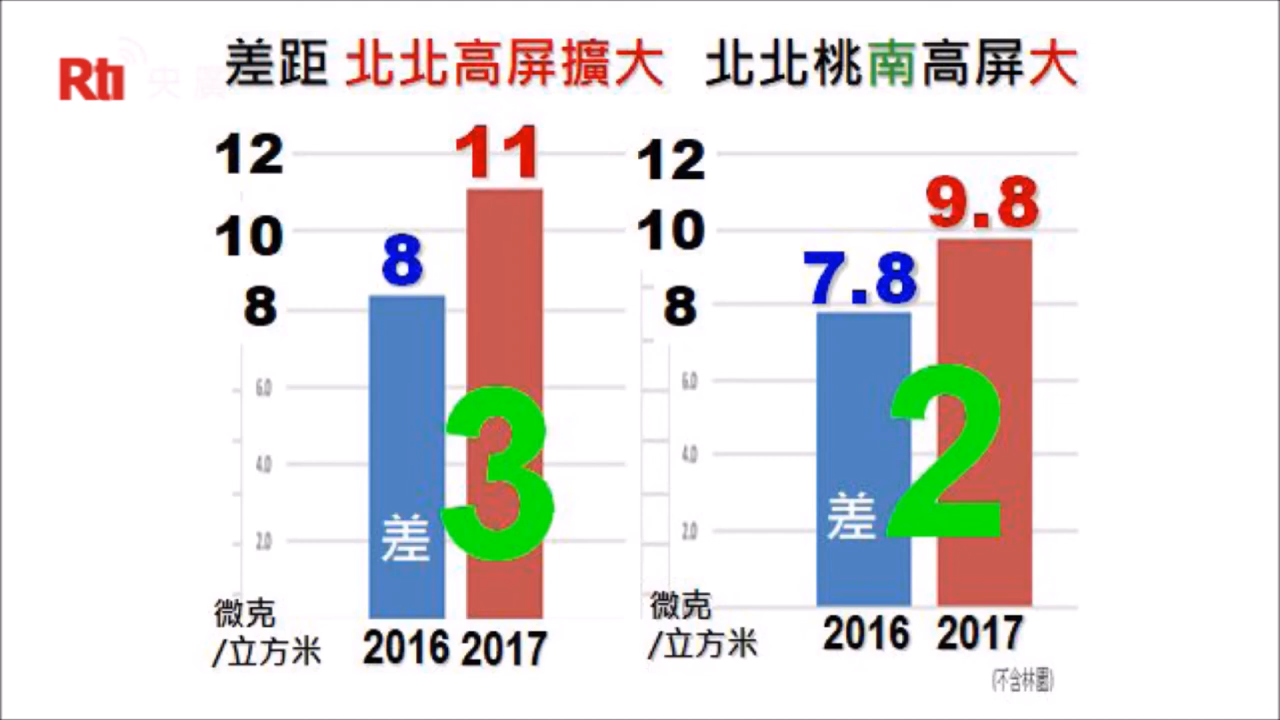 Rti 央廣
差距 北北高屏擴大
北北桃南高屏大
12
10
8
6.0
4.0
2.0
微克
/立方米
8
11
差
3
2016 2017
12
10
8
6.0
4.0
2.0
微克
/立方米
7.8
9.8
差
2
2016 2017
(不含林園)